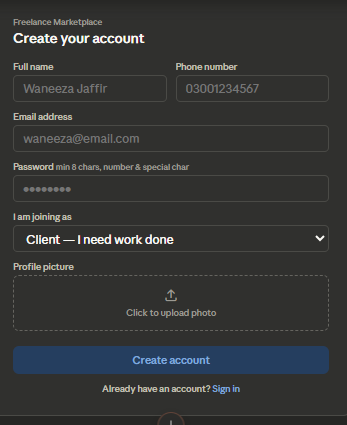 Freelance Marketplace
Create your account
Full name
Phone number
Waneeza Jaffir
03001234567
Email address
waneeza@email.com
Password min 8 chars, number & special char
••••••••
I am joining as
Client — I need work done
Profile picture
Click to upload photo
Create account
Already have an account? Sign in